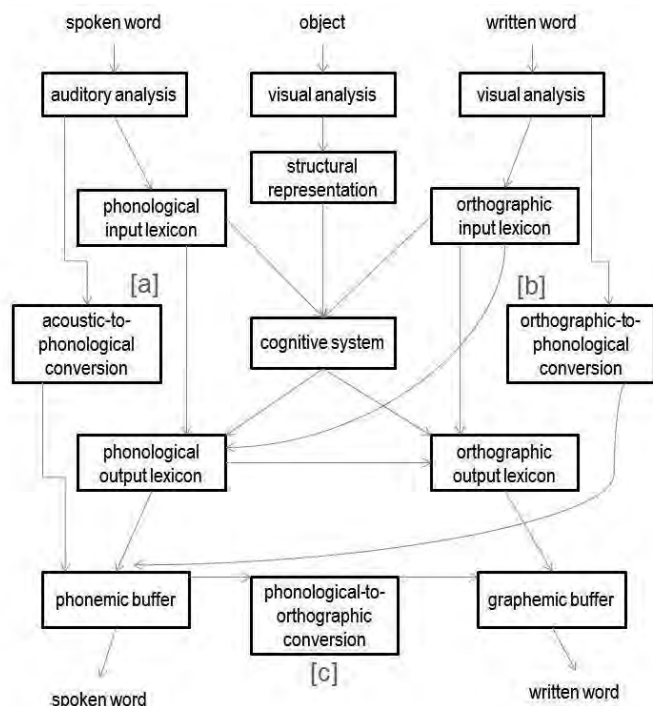 spoken word
object
written word
auditory analysis
visual analysis
visual analysis
structural
representation
phonological
input lexicon
orthographic
input lexicon
[a]
[b]
acoustic-to-
phonological
conversion
cognitive system
orthographic-to-
phonological
conversion
phonological
output lexicon
orthographic
output lexicon
phonemic buffer
phonological-to-
orthographic
conversion
graphemic buffer
[c]
spoken word
written word